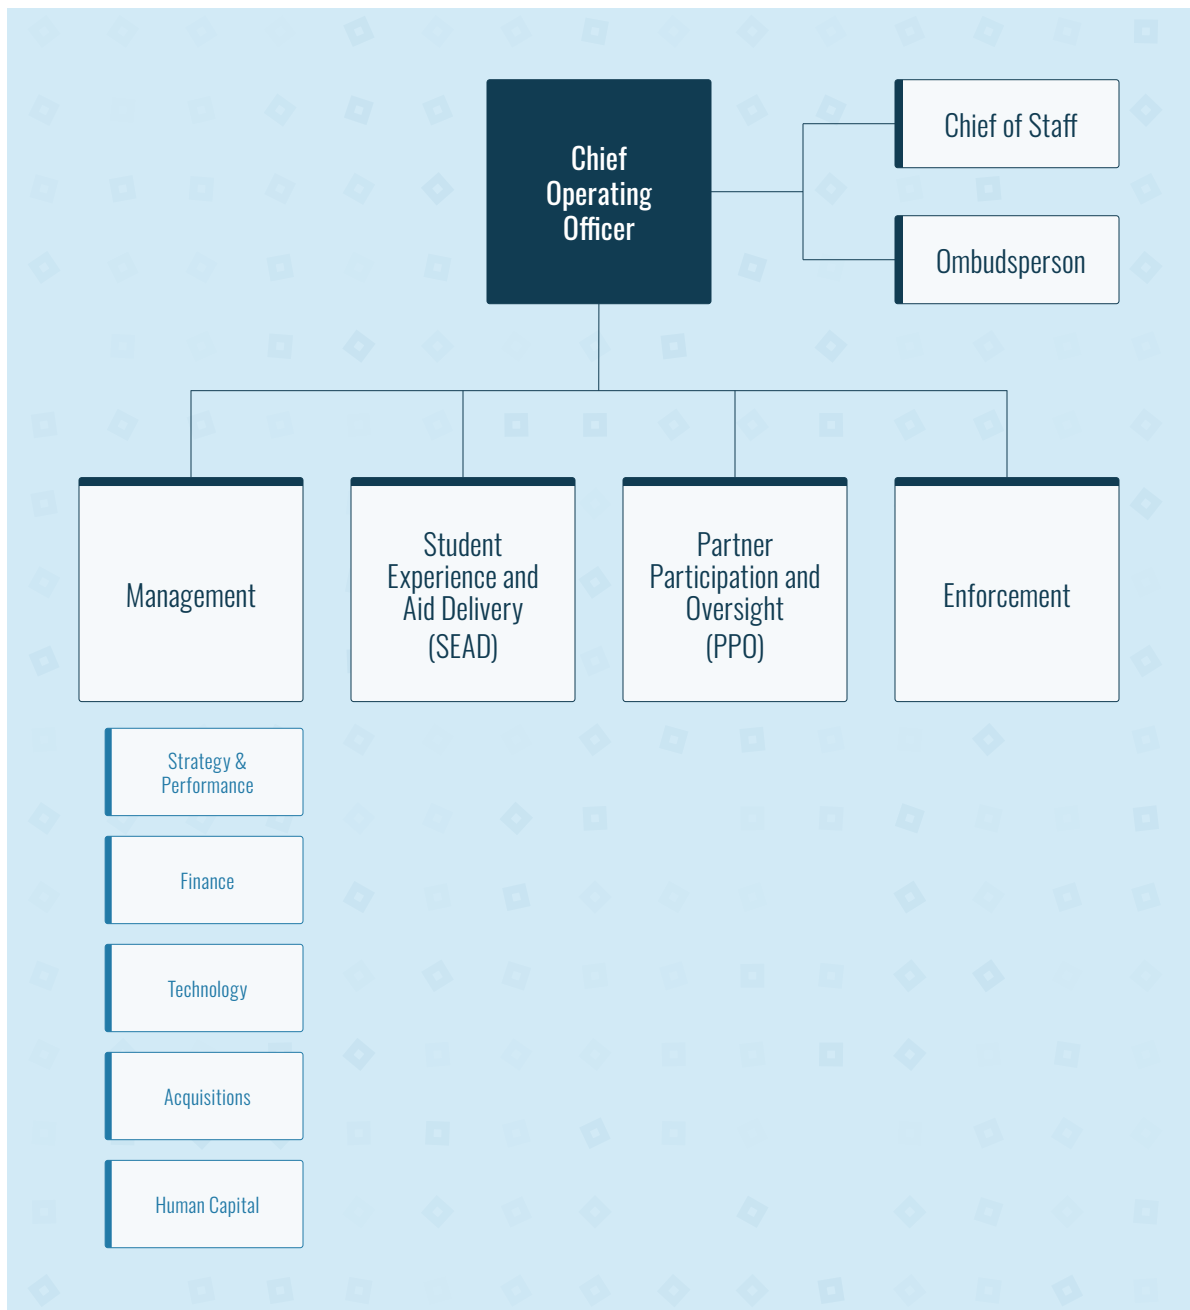 Chief
Operating
Officer
Chief of Staff
Ombudsperson
Management
Student
Experience and
Aid Delivery
(SEAD)
Partner
Participation and
Oversight
(PPO)
Enforcement
Strategy &
Performance
Finance
Technology
Acquisitions
Human Capital